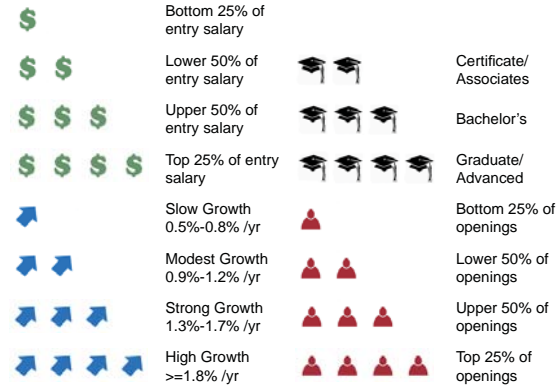 Bottom 25% of
entry salary
Lower 50% of
entry salary
Certificate/
Associates
Upper 50% of
entry salary
Bachelor's
Top 25% of entry
salary
Graduate/
Advanced
Slow Growth
0.5%-0.8% /yr
Bottom 25% of
openings
Modest Growth
0.9%-1.2% /yr
Lower 50% of
openings
Strong Growth
1.3%-1.7% /yr
Upper 50% of
openings
High Growth
>=1.8% /yr
Top 25% of
openings